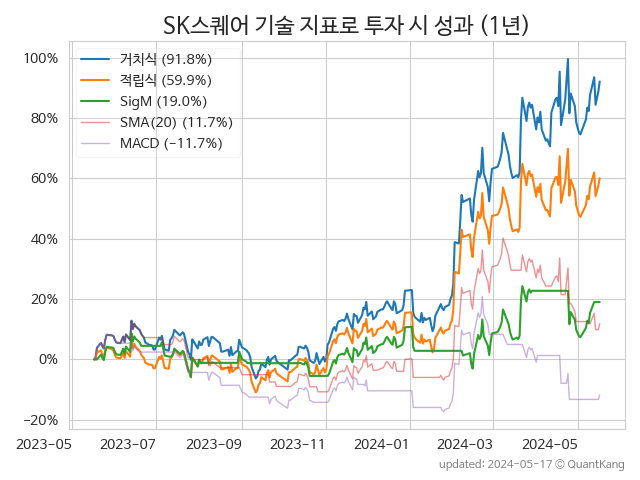 SK스퀘어 기술 지표로 투자 시 성과 (1년)
거치식 (91.8%)
적립식 (59.9%)
SigM (19.0%)
SMA(20) (11.7%)
MACD (−11.7%)
100%
80%
60%
40%
20%
0%
−20%
2023-05 2023-07 2023-09 2023-11 2024-01 2024-03 2024-05
updated: 2024-05-17 © QuantKang